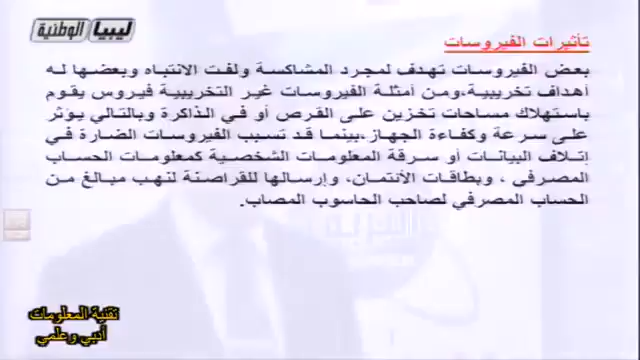 ليبيا الوطنية
تأثيرات الفيروسات
بعض الفيروسات تهدف لمجرد المشاكسة ولفت الانتباه وبعضها له
أهداف تخريبية،ومن أمثلة الفيروسات غير التخريبية فيروس يقوم
باستهلاك مساحات تخزين على القرص أو في الذاكرة وبالتالي يؤثر
على سرعة وكفاءة الجهاز،بينما قد تسبب الفيروسات الضارة في
إتلاف البيانات أو سرقة المعلومات الشخصية كمعلومات الحساب
المصرفي ، وبطاقات الأنتمان، وإرسالها للقراصنة لنهب مبالغ من
الحساب المصرفي لصاحب الحاسوب المصاب.
تقنية المعلومات
أدبي وعلمي